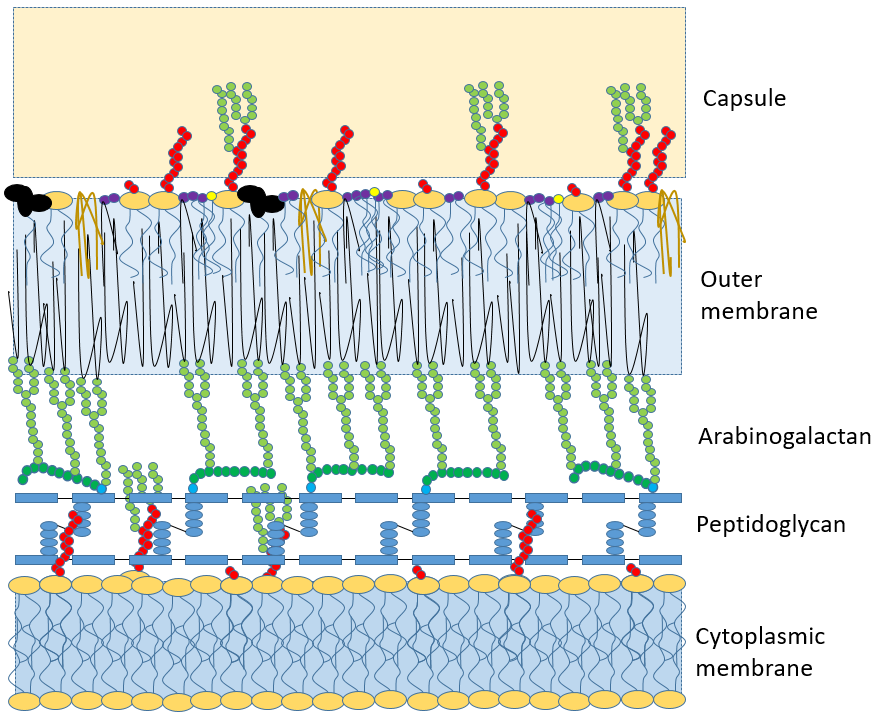 Capsule
Outer
membrane
Arabinogalactan
Peptidoglycan
Cytoplasmic
membrane